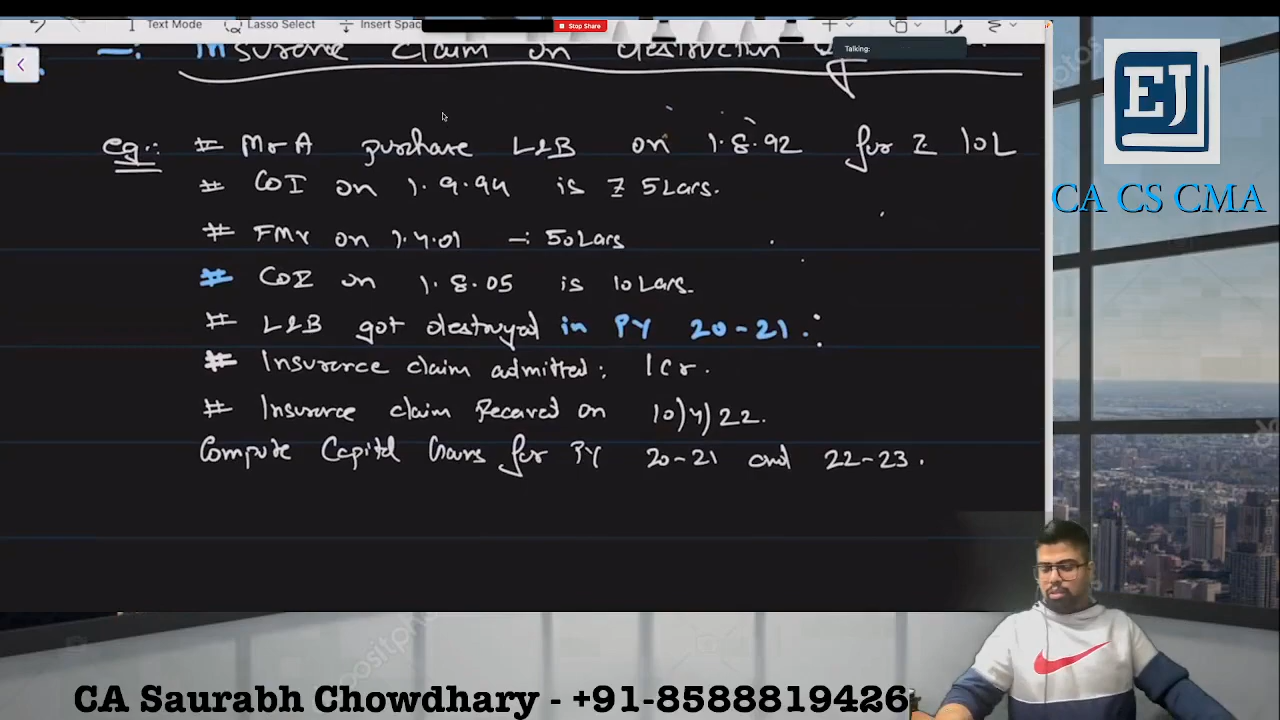 Text Mode Lasso Select Insert Spac Stop Share
Talking:
Insurance Claim on destruction
EJ
CA CS CMA
eg:- # Mr A purchase L&B on 1.8.92 for ₹ 10L
# COI on 1.9.94 is ₹ 5Lacs.
# FMV on 1.4.01 -: 50Lacs
# COI on 1.8.05 is 10Lacs.
# L&B got destroyed in PY 20-21.
# Insurance claim admitted: 1Cr.
# Insurance claim Received on 10/4/22.
Compute Capital Gains for PY 20-21 and 22-23.
CA Saurabh Chowdhary - +91-8588819426